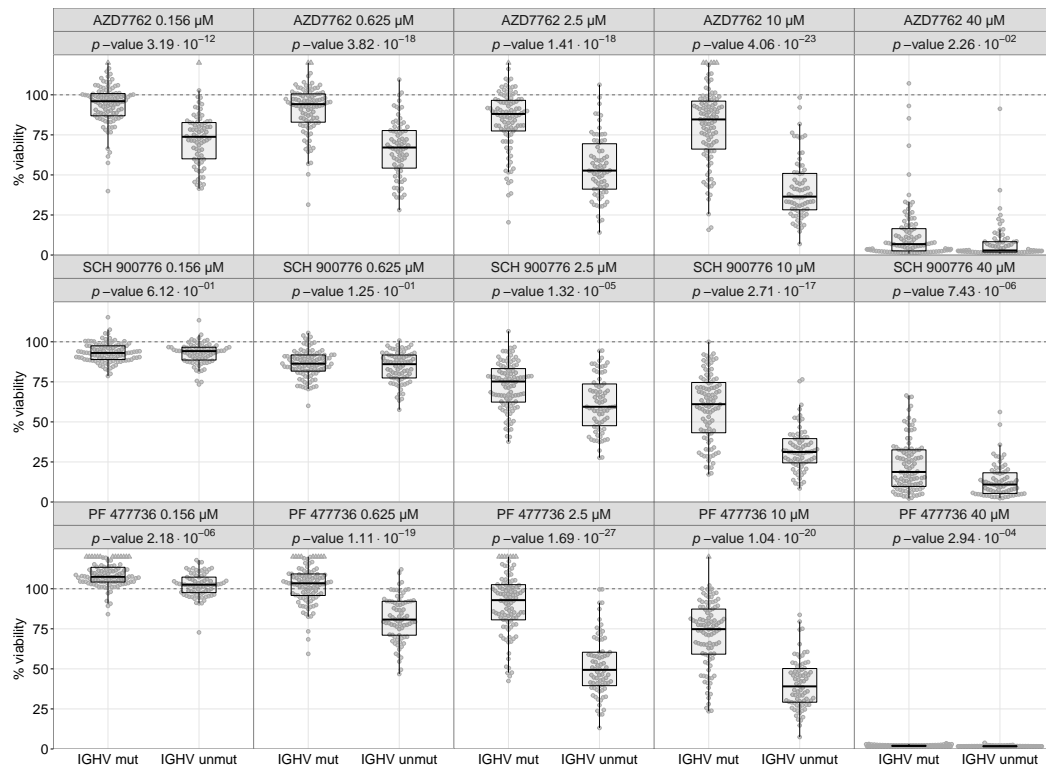 AZD7762 0.156 µM AZD7762 0.625 µM AZD7762 2.5 µM AZD7762 10 µM AZD7762 40 µM
p –value 3.19 · 10⁻¹² p –value 3.82 · 10⁻¹⁸ p –value 1.41 · 10⁻¹⁸ p –value 4.06 · 10⁻²³ p –value 2.26 · 10⁻⁰²
% viability
100
75
50
25
0
SCH 900776 0.156 µM SCH 900776 0.625 µM SCH 900776 2.5 µM SCH 900776 10 µM SCH 900776 40 µM
p –value 6.12 · 10⁻⁰¹ p –value 1.25 · 10⁻⁰¹ p –value 1.32 · 10⁻⁰⁵ p –value 2.71 · 10⁻¹⁷ p –value 7.43 · 10⁻⁰⁶
% viability
100
75
50
25
0
PF 477736 0.156 µM PF 477736 0.625 µM PF 477736 2.5 µM PF 477736 10 µM PF 477736 40 µM
p –value 2.18 · 10⁻⁰⁶ p –value 1.11 · 10⁻¹⁹ p –value 1.69 · 10⁻²⁷ p –value 1.04 · 10⁻²⁰ p –value 2.94 · 10⁻⁰⁴
% viability
100
75
50
25
0
IGHV mut IGHV unmut IGHV mut IGHV unmut IGHV mut IGHV unmut IGHV mut IGHV unmut IGHV mut IGHV unmut